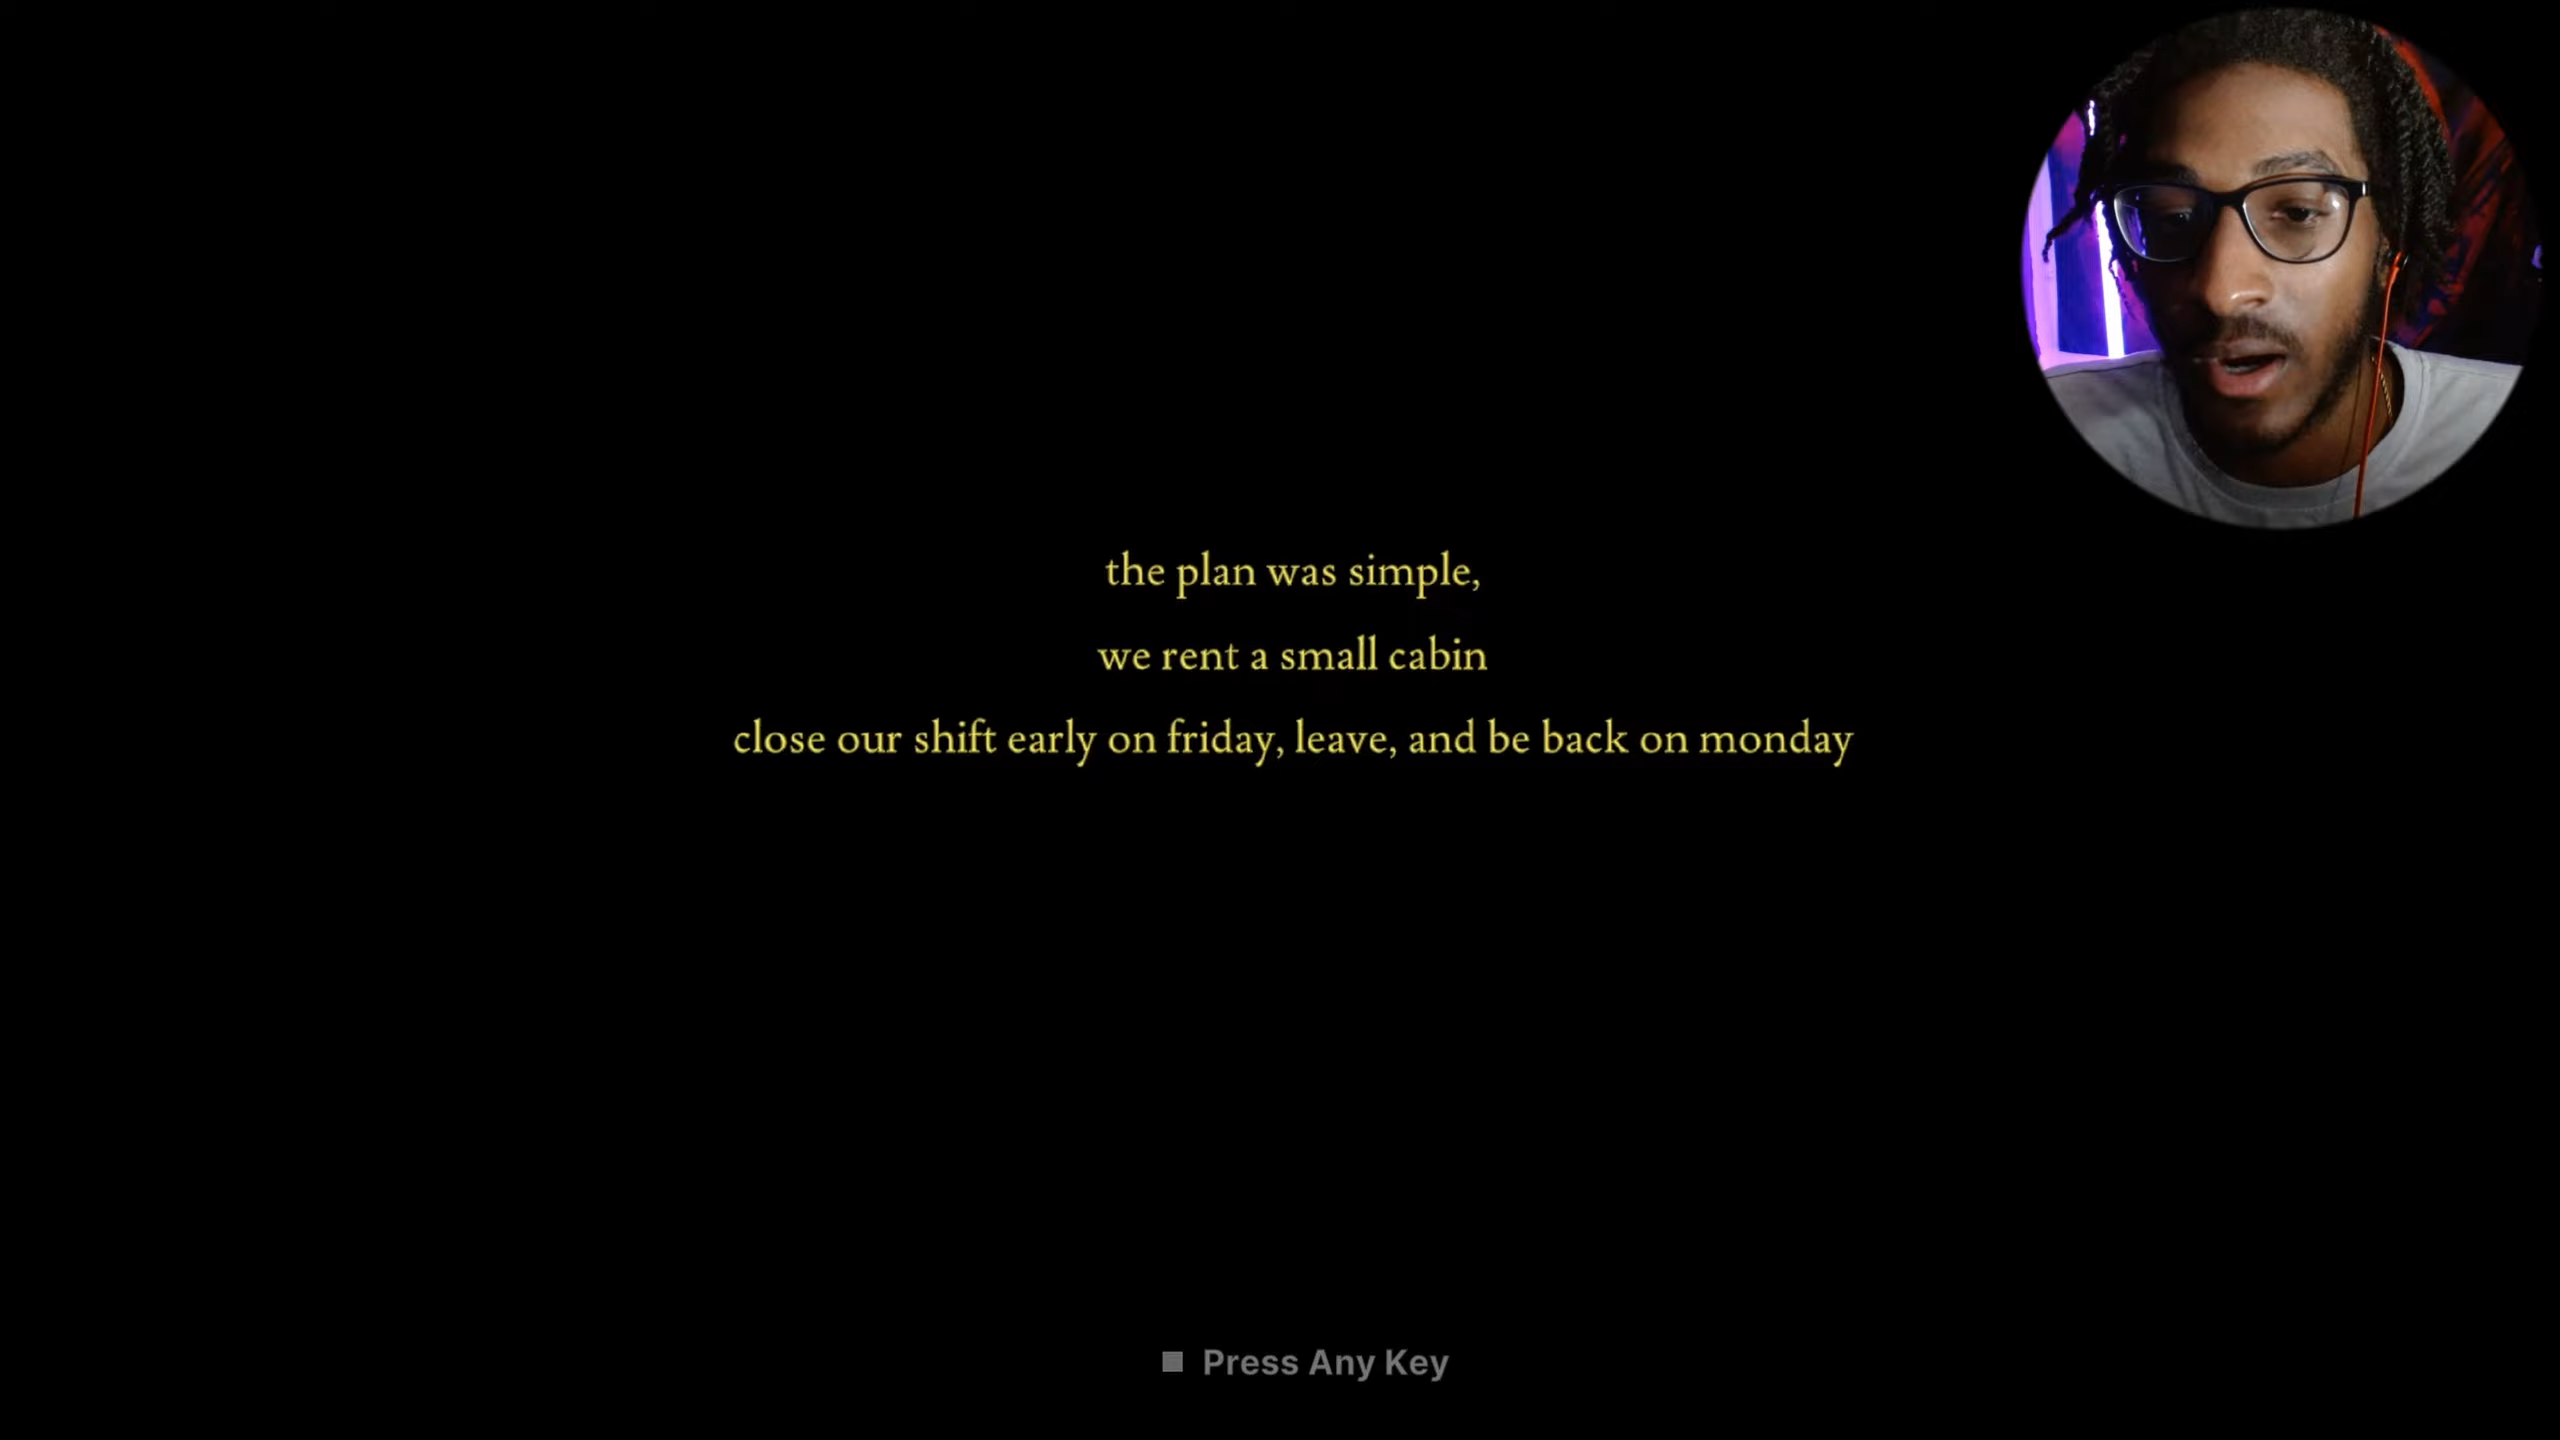 the plan was simple,
we rent a small cabin
close our shift early on friday, leave, and be back on monday
Press Any Key